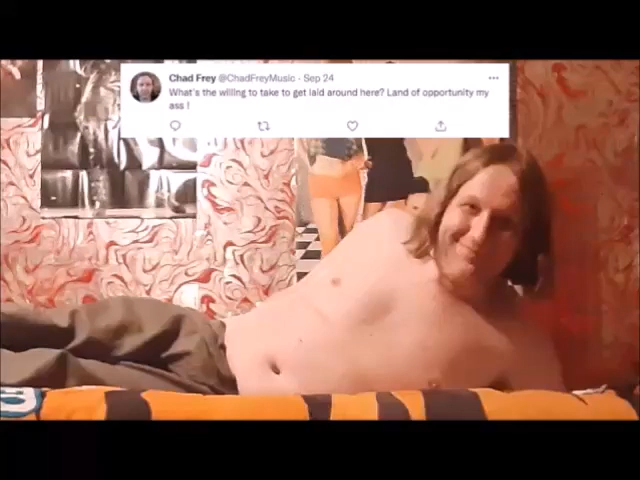 Chad Frey @ChadFreyMusic · Sep 24
What's the willing to take to get laid around here? Land of opportunity my
ass !